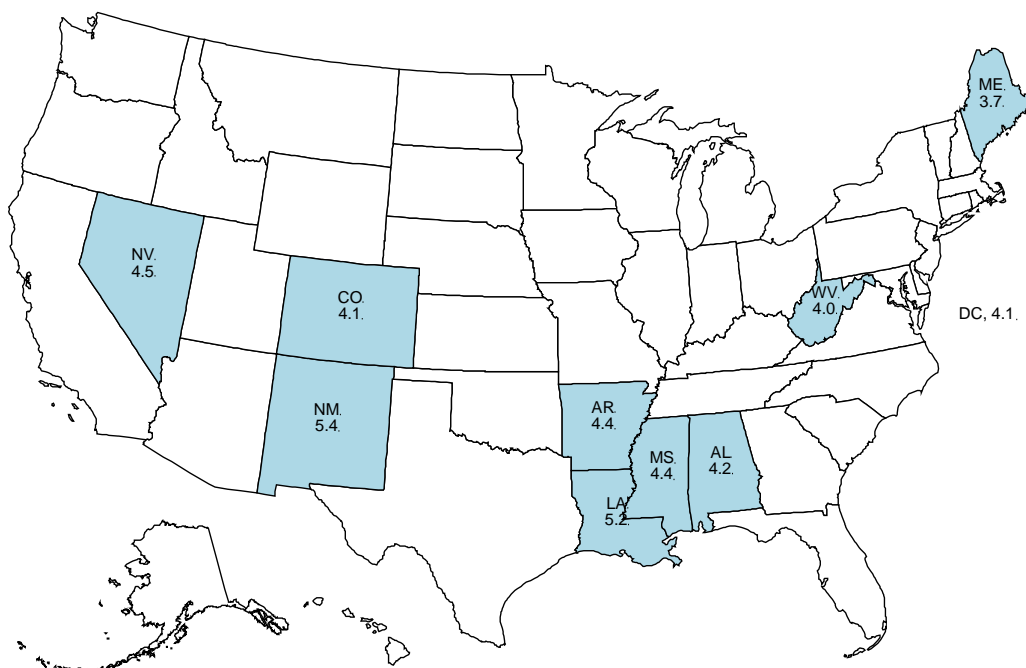 ME.
3.7.
NV.
4.5.
CO.
4.1.
WV.
4.0.
DC, 4.1.
NM.
5.4.
AR.
4.4.
MS.
4.4.
AL
4.2.
LA
5.2.